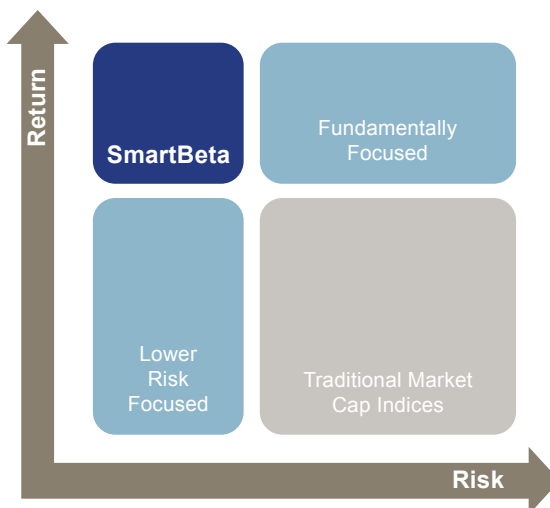 Return
SmartBeta
Fundamentally
Focused
Lower
Risk
Focused
Traditional Market
Cap Indices
Risk